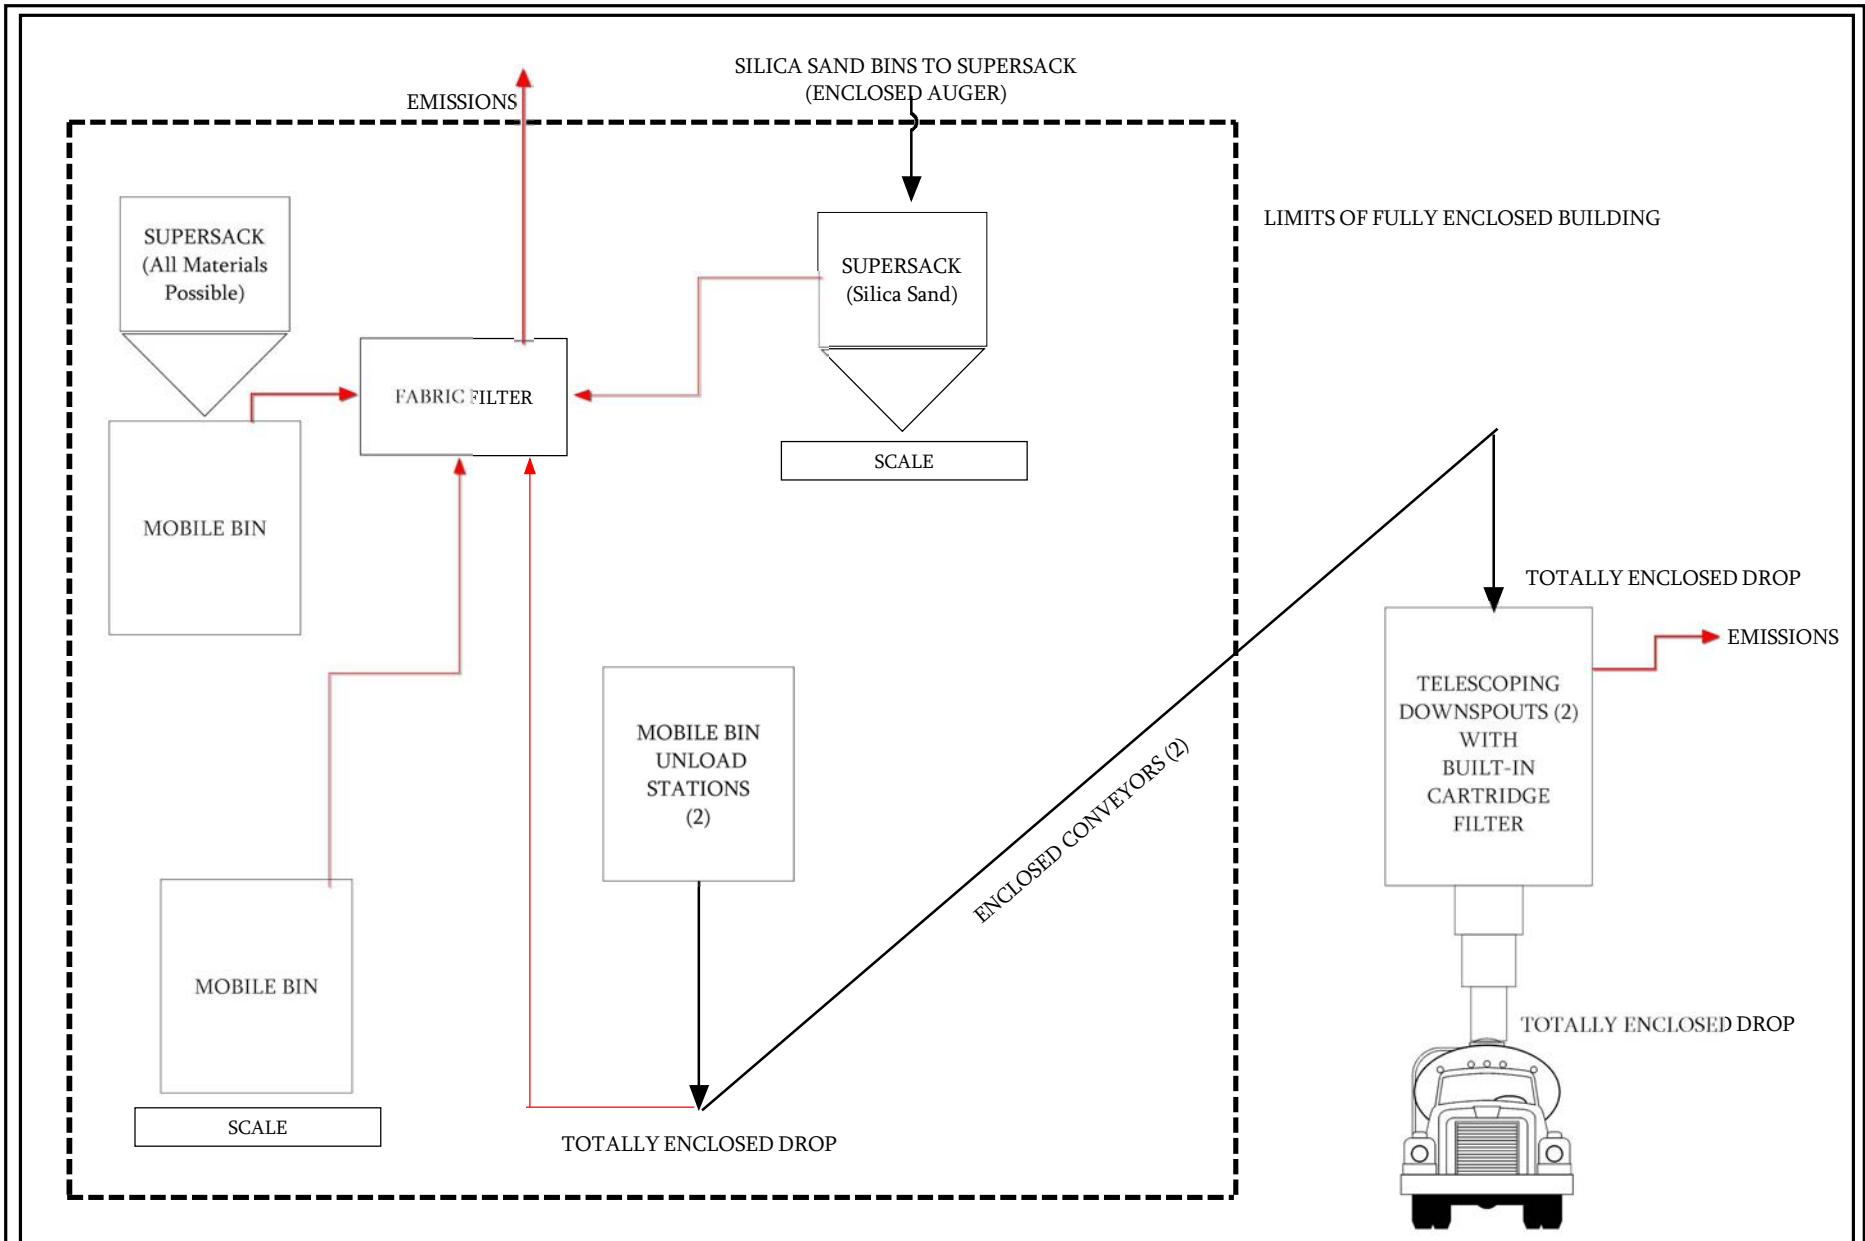 SILICA SAND BINS TO SUPERSACK
(ENCLOSED AUGER)
EMISSIONS
LIMITS OF FULLY ENCLOSED BUILDING
SUPERSACK
(All Materials
Possible)
SUPERSACK
(Silica Sand)
FABRIC FILTER
SCALE
MOBILE BIN
TOTALLY ENCLOSED DROP
EMISSIONS
TELESCOPING
DOWNSPOUTS (2)
WITH
BUILT-IN
CARTRIDGE
FILTER
MOBILE BIN
UNLOAD
STATIONS
(2)
ENCLOSED CONVEYORS (2)
MOBILE BIN
TOTALLY ENCLOSED DROP
SCALE
TOTALLY ENCLOSED DROP